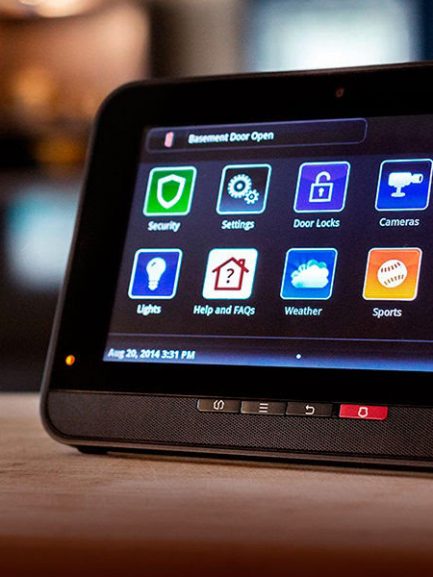 Basement Door Open
Security Settings Door Locks Cameras
?
Lights Help and FAQs Weather Sports
Aug 20, 2014 3:31 PM